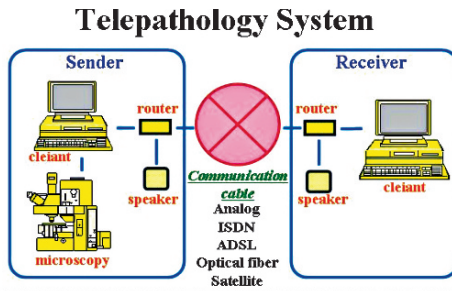 Telepathology System
Sender
router
cleiant
speaker
microscopy
Communication
cable
Analog
ISDN
ADSL
Optical fiber
Satellite
Receiver
router
speaker
cleiant